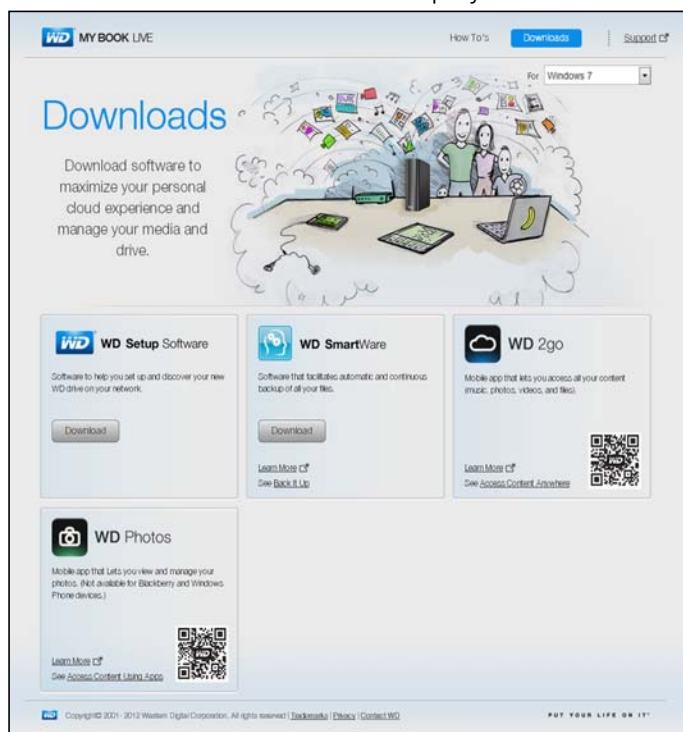 WD MY BOOK LIVE How To's Downloads Support
For Windows 7
Downloads
Download software to
maximize your personal
cloud experience and
manage your media and
drive.
WD WD Setup Software
Software to help you set up and discover your new
WD drive on your network.
Download
WD SmartWare
Software that facilitates automatic and continuous
backup of all your files.
Download
Learn More
See Back It Up
WD 2go
Mobile app that lets you access all your content
(music, photos, videos, and files).
Learn More
See Access Content Anywhere
WD
WD Photos
Mobile app that Lets you view and manage your
photos. (Not available for Blackberry and Windows
Phone devices.)
Learn More
See Access Content Using Apps
WD
WD Copyright© 2001 - 2012 Western Digital Corporation, All rights reserved | Trademarks | Privacy | Contact WD PUT YOUR LIFE ON IT™